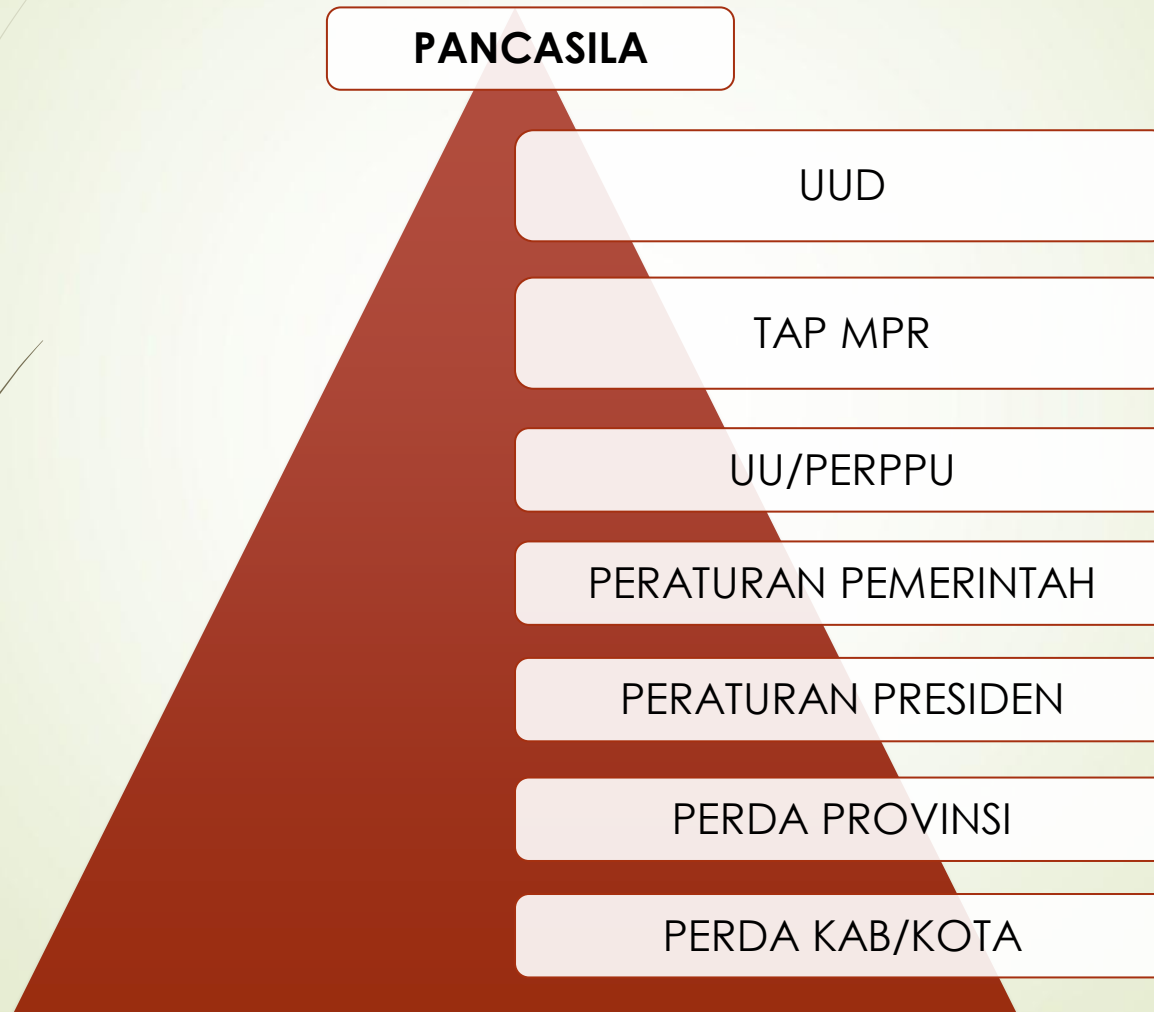 PANCASILA
UUD
TAP MPR
UU/PERPPU
PERATURAN PEMERINTAH
PERATURAN PRESIDEN
PERDA PROVINSI
PERDA KAB/KOTA